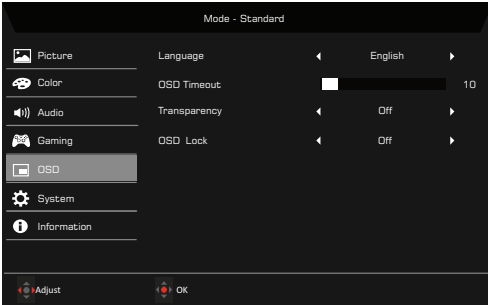 Mode - Standard
Picture
Language English
Color
OSD Timeout 10
Audio
Transparency Off
Gaming
OSD Lock Off
OSD
System
Information
Adjust OK